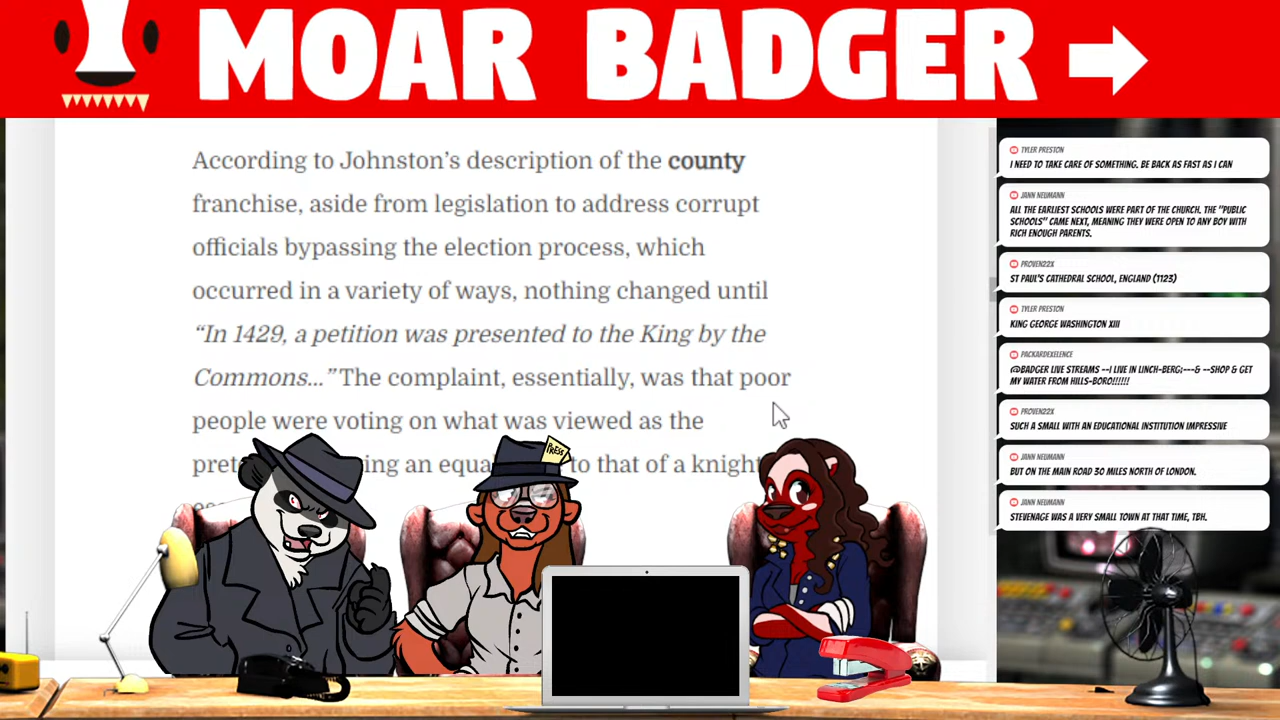 MOAR BADGER
According to Johnston's description of the county
franchise, aside from legislation to address corrupt
officials bypassing the election process, which
occurred in a variety of ways, nothing changed until
“In 1429, a petition was presented to the King by the
Commons...” The complaint, essentially, was that poor
people were voting on what was viewed as the
to that of a knight
PRESS
TYLER PRESTON
I NEED TO TAKE CARE OF SOMETHING. BE BACK AS FAST AS I CAN
JANN NEUMANN
ALL THE EARLIEST SCHOOLS WERE PART OF THE CHURCH. THE "PUBLIC
SCHOOLS" CAME NEXT, MEANING THEY WERE OPEN TO ANY BOY WITH
RICH ENOUGH PARENTS.
PROVEN22X
ST PAUL'S CATHEDRAL SCHOOL, ENGLAND (1123)
TYLER PRESTON
KING GEORGE WASHINGTON XIII
PACKARDEXELENCE
@BADGER LIVE STREAMS --I LIVE IN LINCH-BERG;---& --SHOP & GET
MY WATER FROM HILLS-BORO!!!!!!
PROVEN22X
SUCH A SMALL WITH AN EDUCATIONAL INSTITUTION IMPRESSIVE
JANN NEUMANN
BUT ON THE MAIN ROAD 30 MILES NORTH OF LONDON.
JANN NEUMANN
STEVENAGE WAS A VERY SMALL TOWN AT THAT TIME, TBH.